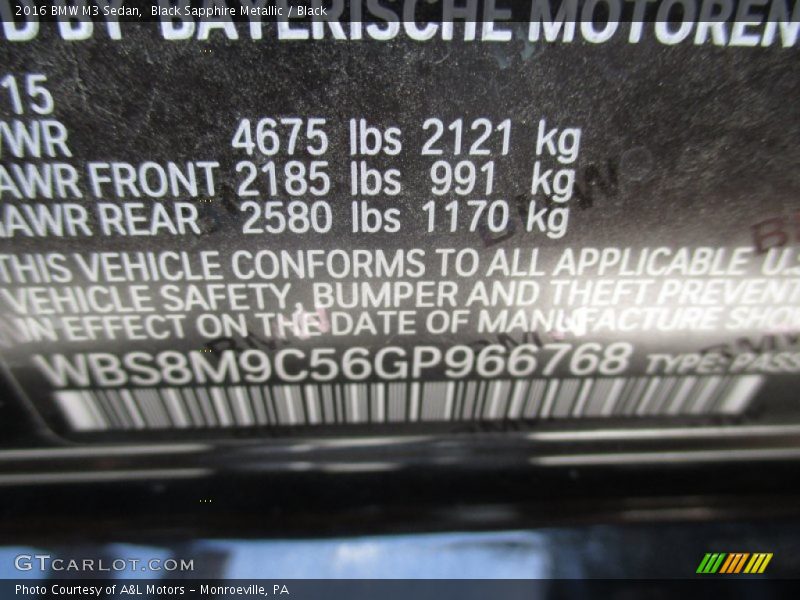 2016 BMW M3 Sedan,  Black Sapphire Metallic / Black
BY BAYERISCHE MOTOREN
15
4675 lbs 2121 kg
FRONT 2185 lbs 991 kg
REAR 2580 lbs 1170 kg
THIS VEHICLE CONFORMS TO ALL APPLICABLE U.S
VEHICLE SAFETY, BUMPER AND THEFT PREVENT
IN EFFECT ON THE DATE OF MANUFACTURE SHO
WBS8M9C56GP966768 TYPE: PASS
GTCARLOT.COM
Photo Courtesy of A&L Motors – Monroeville, PA